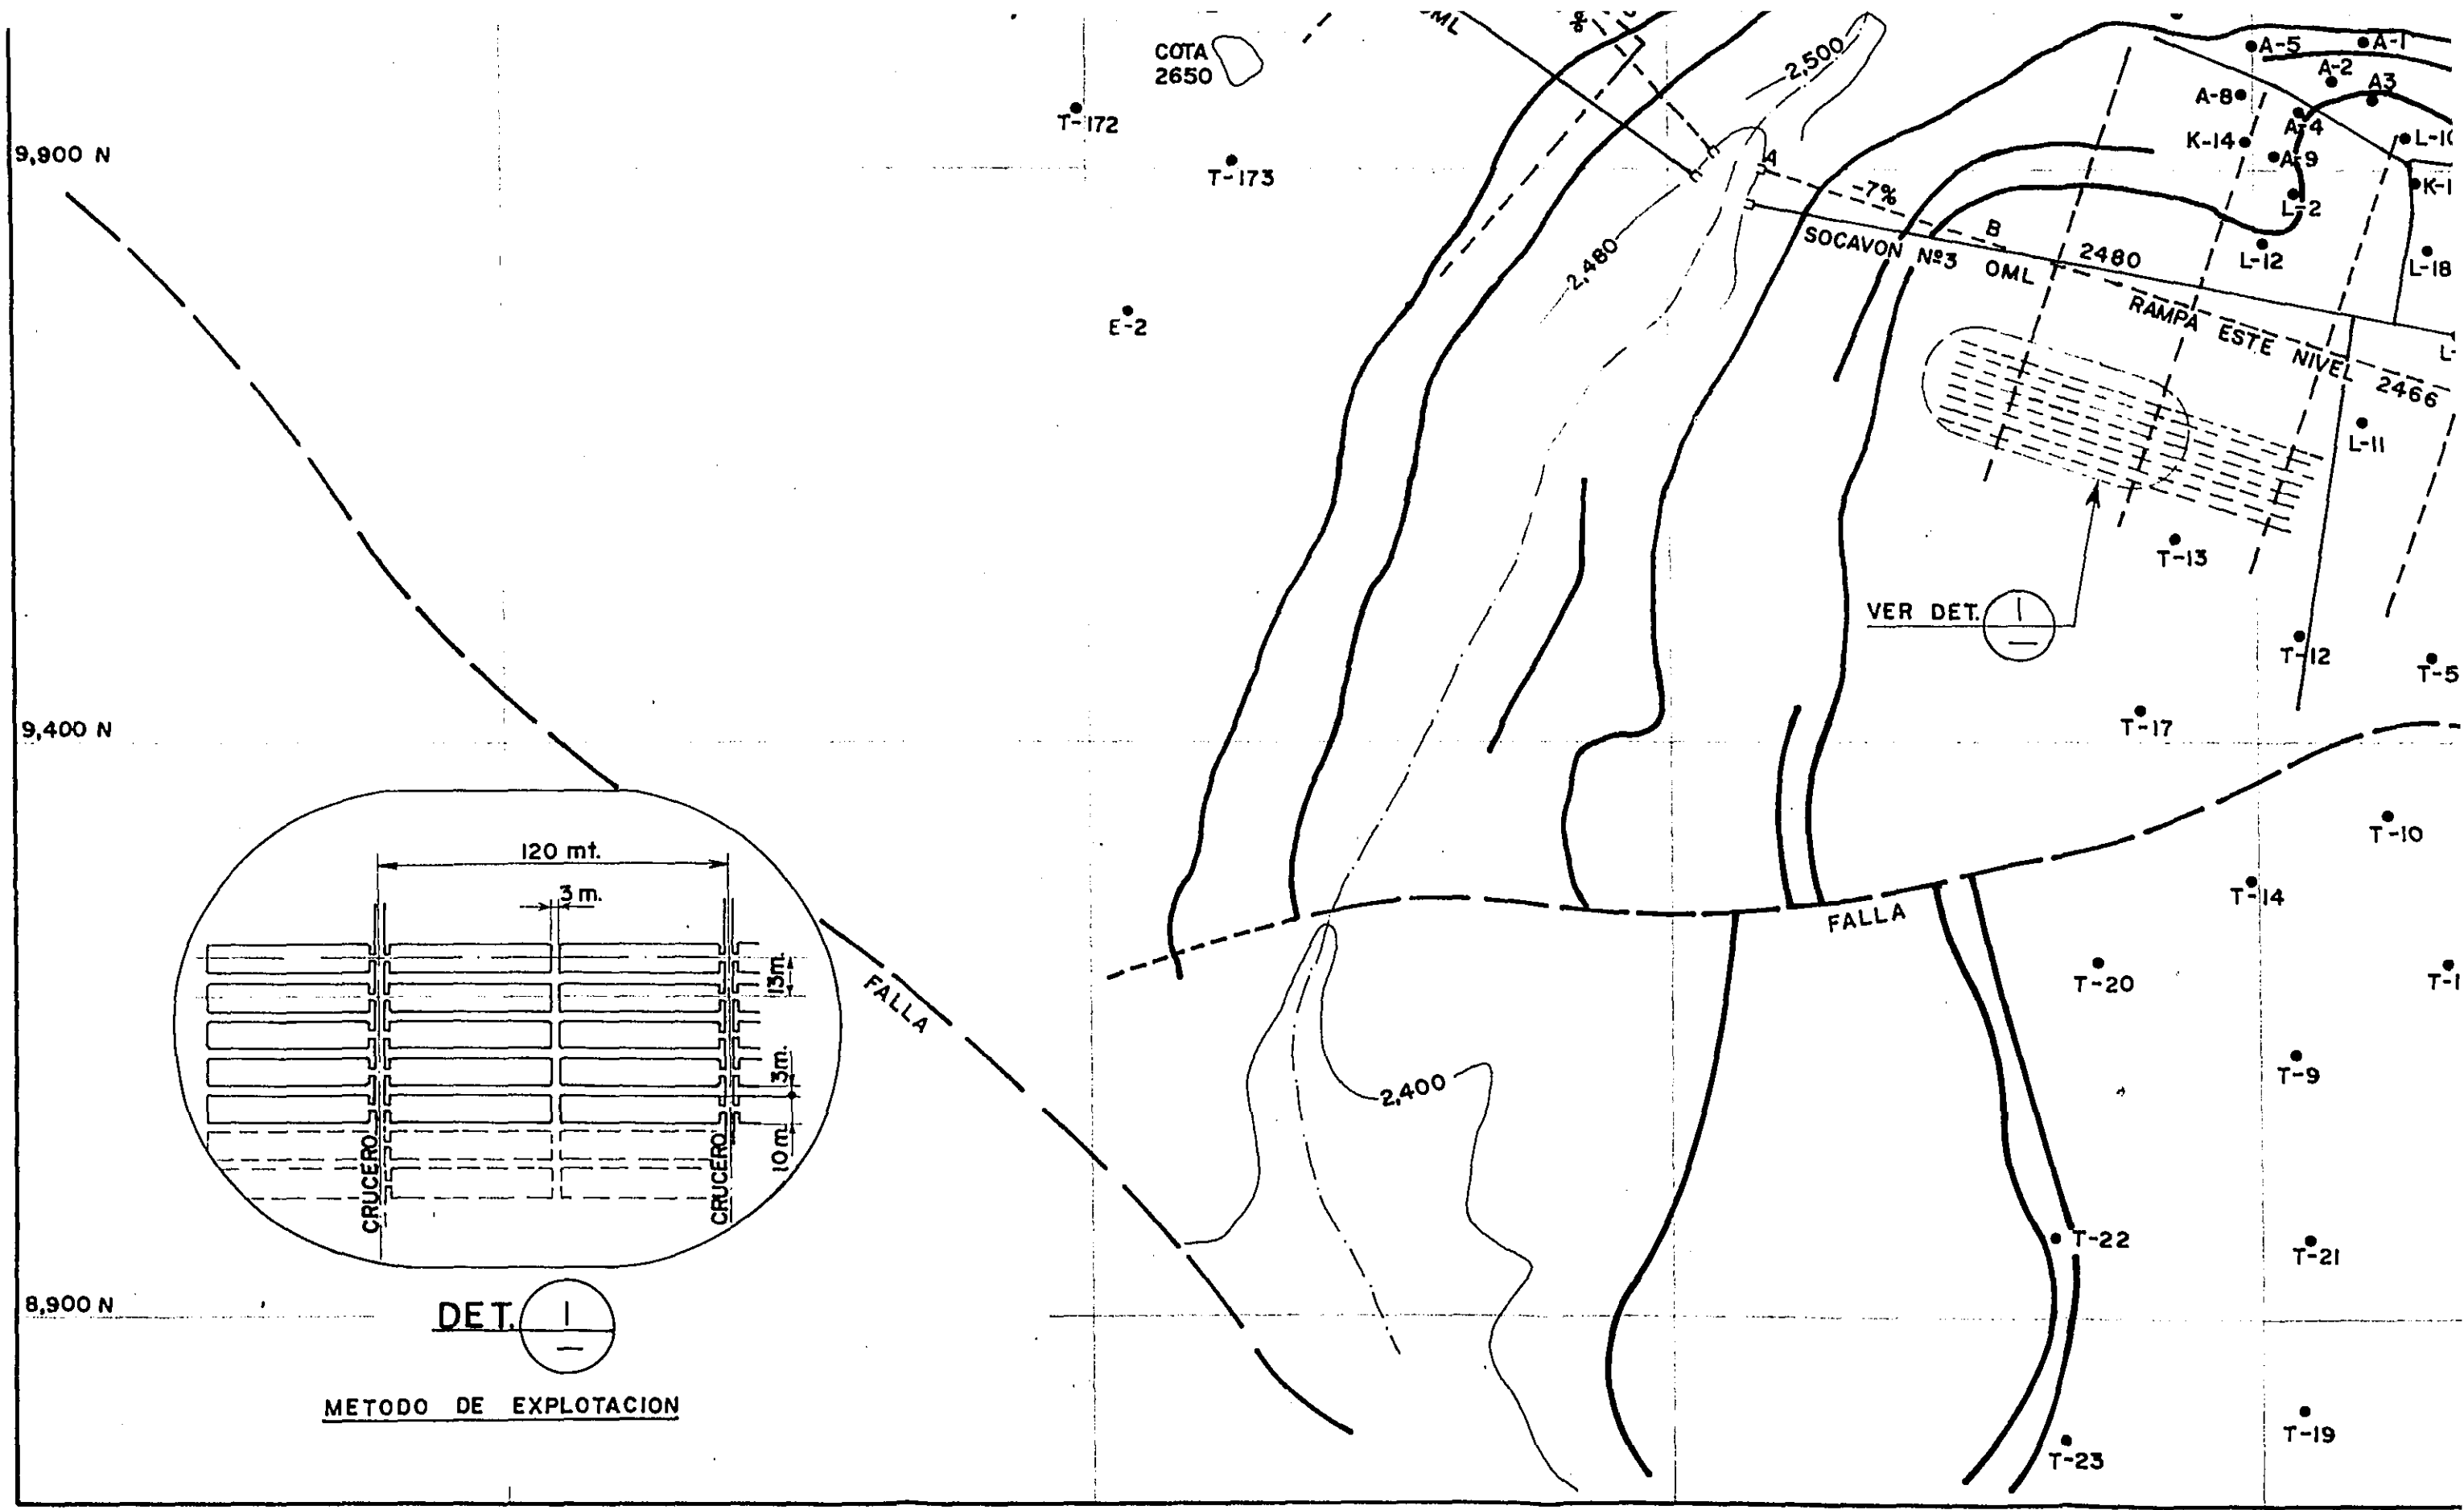 OML
COTA
2650
2,500
A-5
A-1
A-2
A3
A-8
A-4
T-172
9,900 N
K-14
A-9
T-173
A
-7%
L-2
B
SOCAVON Nº3 OML 2480
L-12
L-18
2,480
E-2
RAMPA ESTE NIVEL 2466
L-11
T-13
VER DET. 1
T-12
T-5
9,400 N
T-17
T-10
120 mt.
3 m.
T-14
FALLA
13m.
T-20
FALLA
3m.
T-9
2,400
10m.
CRUCERO
CRUCERO
T-22
T-21
8,900 N
DET. 1
METODO DE EXPLOTACION
T-19
T-23